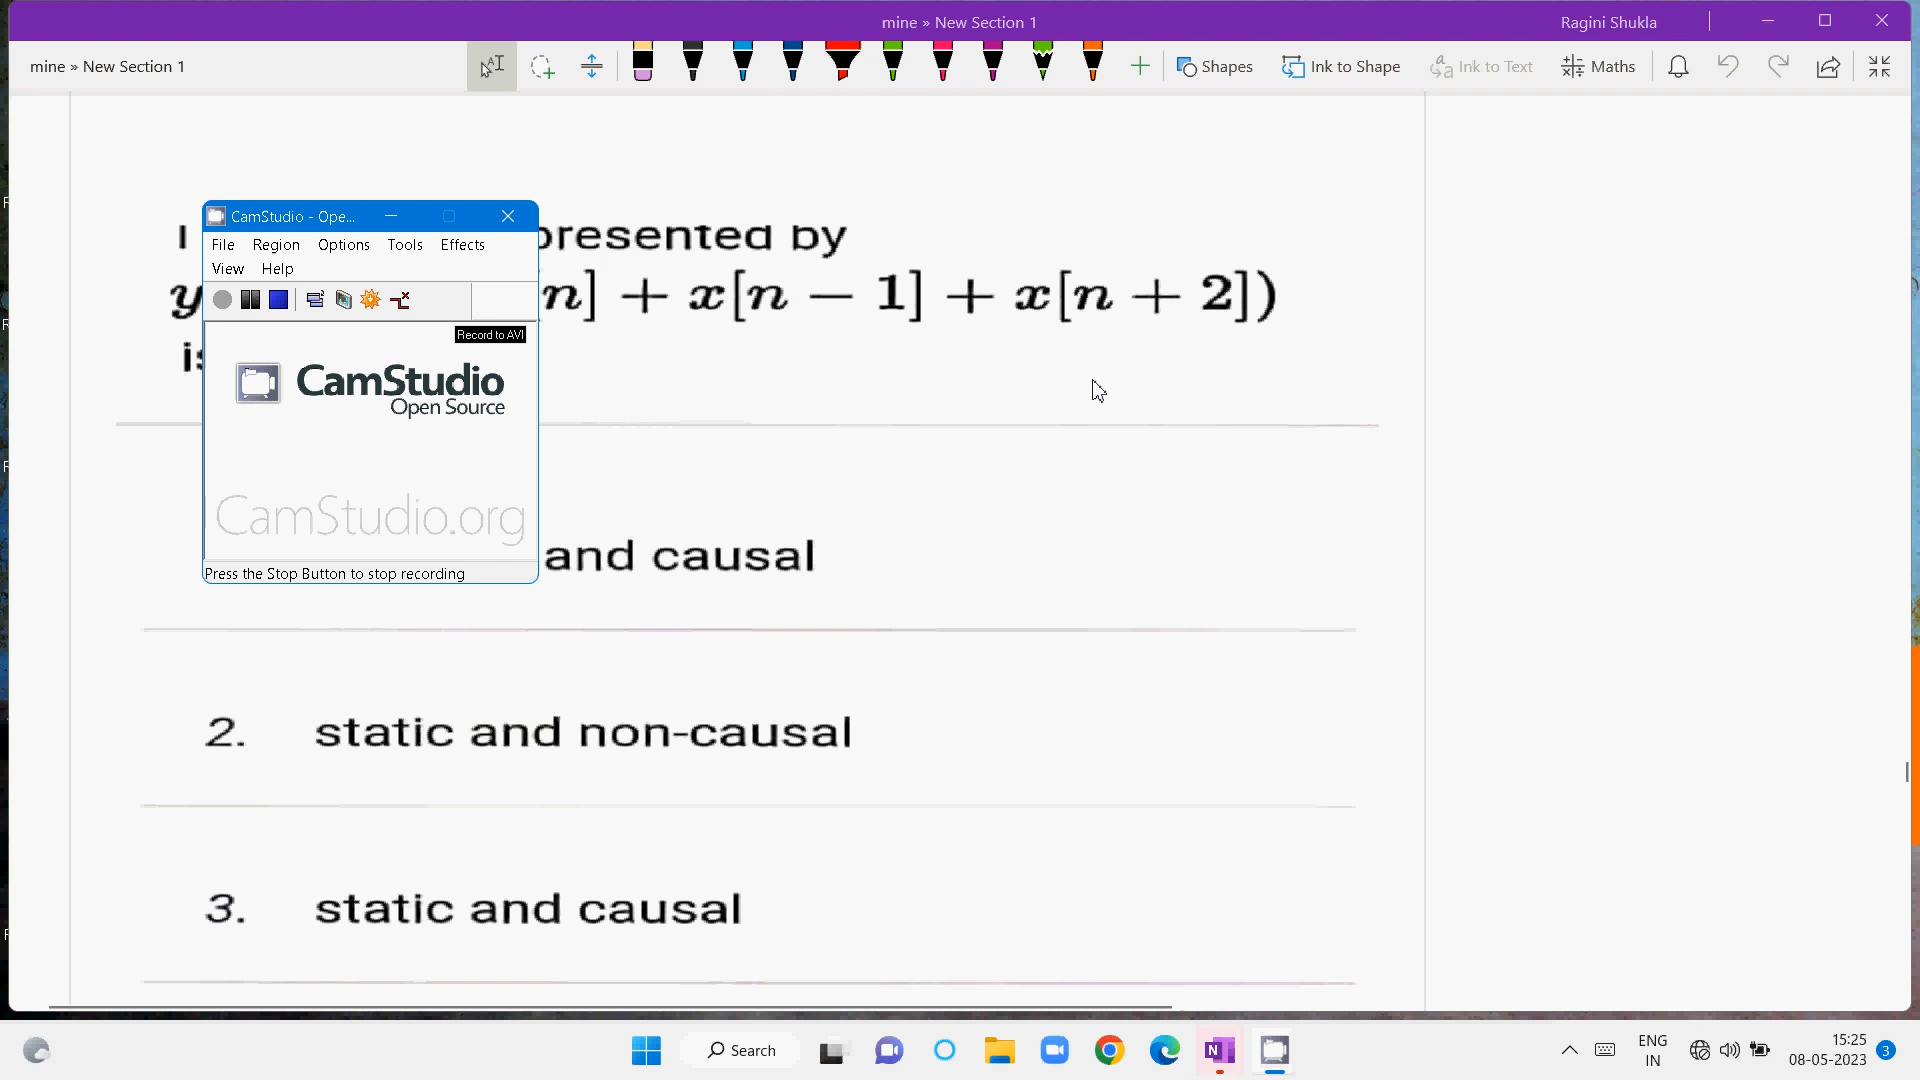 mine » New Section 1
Ragini Shukla
mine » New Section 1
Shapes
Ink to Shape
Ink to Text
Maths
CamStudio - Ope...
File Region Options Tools Effects
View Help
Record to AVI
CamStudio
Open Source
CamStudio.org
Press the Stop Button to stop recording
presented by
y n] + x[n − 1] + x[n + 2])
and causal
2. static and non-causal
3. static and causal
Search
ENG
IN
15:25
08-05-2023
3